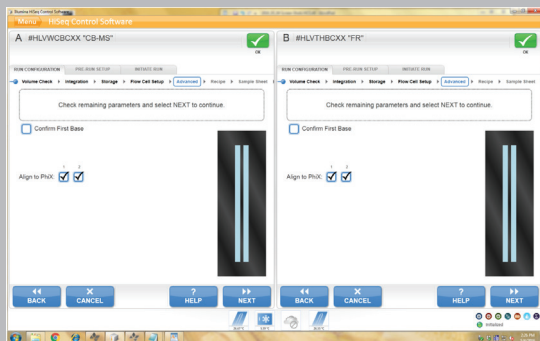 Illumina HiSeq Control Software
Menu HiSeq Control Software
A #HLVWCBCXX "CB-MS"
OK
RUN CONFIGURATION PRE-RUN SETUP INITIATE RUN
Volume Check Integration Storage Flow Cell Setup Advanced Recipe Sample Sheet
Check remaining parameters and select NEXT to continue.
Confirm First Base
1 2
Align to PhiX:
BACK CANCEL HELP NEXT
B #HLVTHBCXX "FR"
OK
RUN CONFIGURATION PRE-RUN SETUP INITIATE RUN
Volume Check Integration Storage Flow Cell Setup Advanced Recipe Sample Sheet
Check remaining parameters and select NEXT to continue.
Confirm First Base
1 2
Align to PhiX:
BACK CANCEL HELP NEXT
Initialized